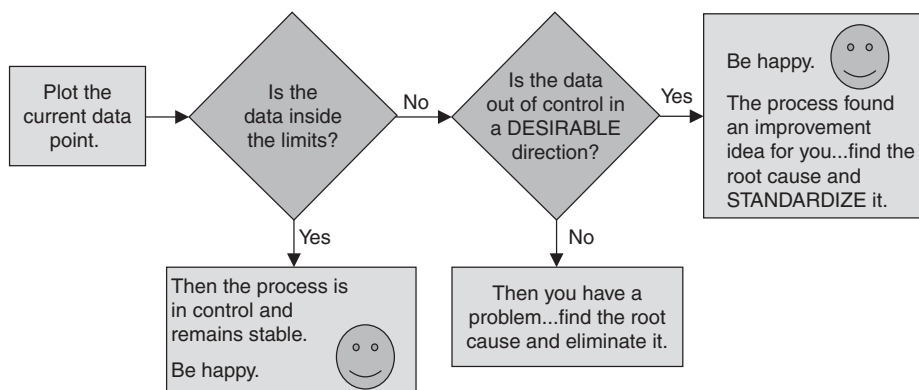 Plot the
current data
point.
Is the
data inside
the limits?
No
Is the data
out of control in
a DESIRABLE
direction?
Yes
Be happy.
The process found
an improvement
idea for you...find the
root cause and
STANDARDIZE it.
Yes
Then the process is
in control and
remains stable.
Be happy.
No
Then you have a
problem...find the root
cause and eliminate it.